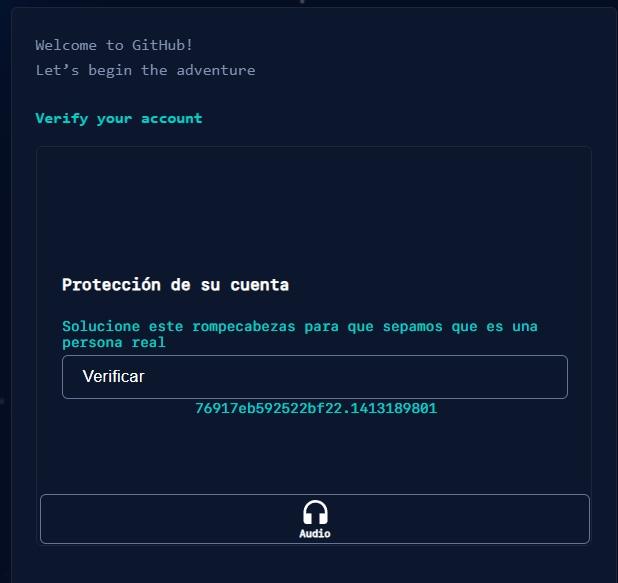 Welcome to GitHub!
Let’s begin the adventure
Verify your account
Protección de su cuenta
Solucione este rompecabezas para que sepamos que es una
persona real
Verificar
76917eb592522bf22.1413189801
Audio